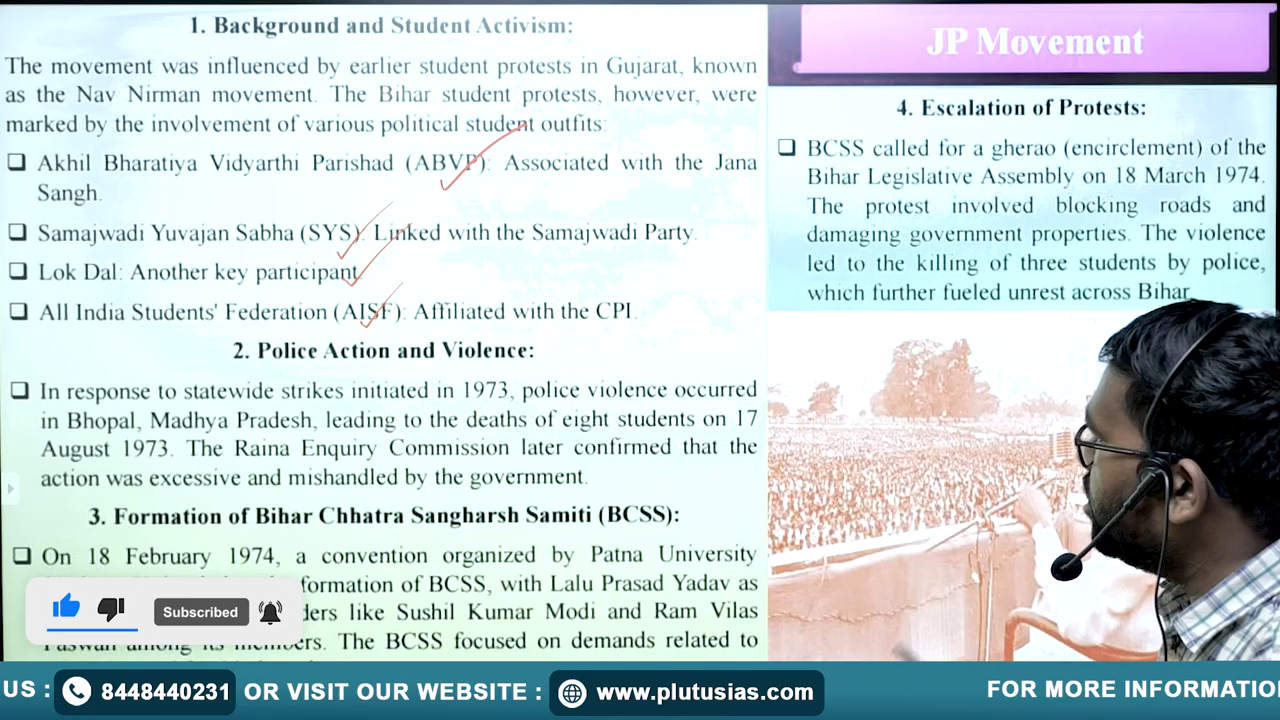 1. Background and Student Activism:
The movement was influenced by earlier student protests in Gujarat, known
as the Nav Nirman movement. The Bihar student protests, however, were
marked by the involvement of various political student outfits:
Akhil Bharatiya Vidyarthi Parishad (ABVP): Associated with the Jana
Sangh.
Samajwadi Yuvajan Sabha (SYS): Linked with the Samajwadi Party.
Lok Dal: Another key participant.
All India Students' Federation (AISF): Affiliated with the CPI.
2. Police Action and Violence:
In response to statewide strikes initiated in 1973, police violence occurred
in Bhopal, Madhya Pradesh, leading to the deaths of eight students on 17
August 1973. The Raina Enquiry Commission later confirmed that the
action was excessive and mishandled by the government.
3. Formation of Bihar Chhatra Sangharsh Samiti (BCSS):
On 18 February 1974, a convention organized by Patna University
formation of BCSS, with Lalu Prasad Yadav as
like Sushil Kumar Modi and Ram Vilas
Paswan among its members. The BCSS focused on demands related to
JP Movement
4. Escalation of Protests:
BCSS called for a gherao (encirclement) of the
Bihar Legislative Assembly on 18 March 1974.
The protest involved blocking roads and
damaging government properties. The violence
led to the killing of three students by police,
which further fueled unrest across Bihar
Subscribed
US : 8448440231 OR VISIT OUR WEBSITE : www.plutusias.com FOR MORE INFORMATIO